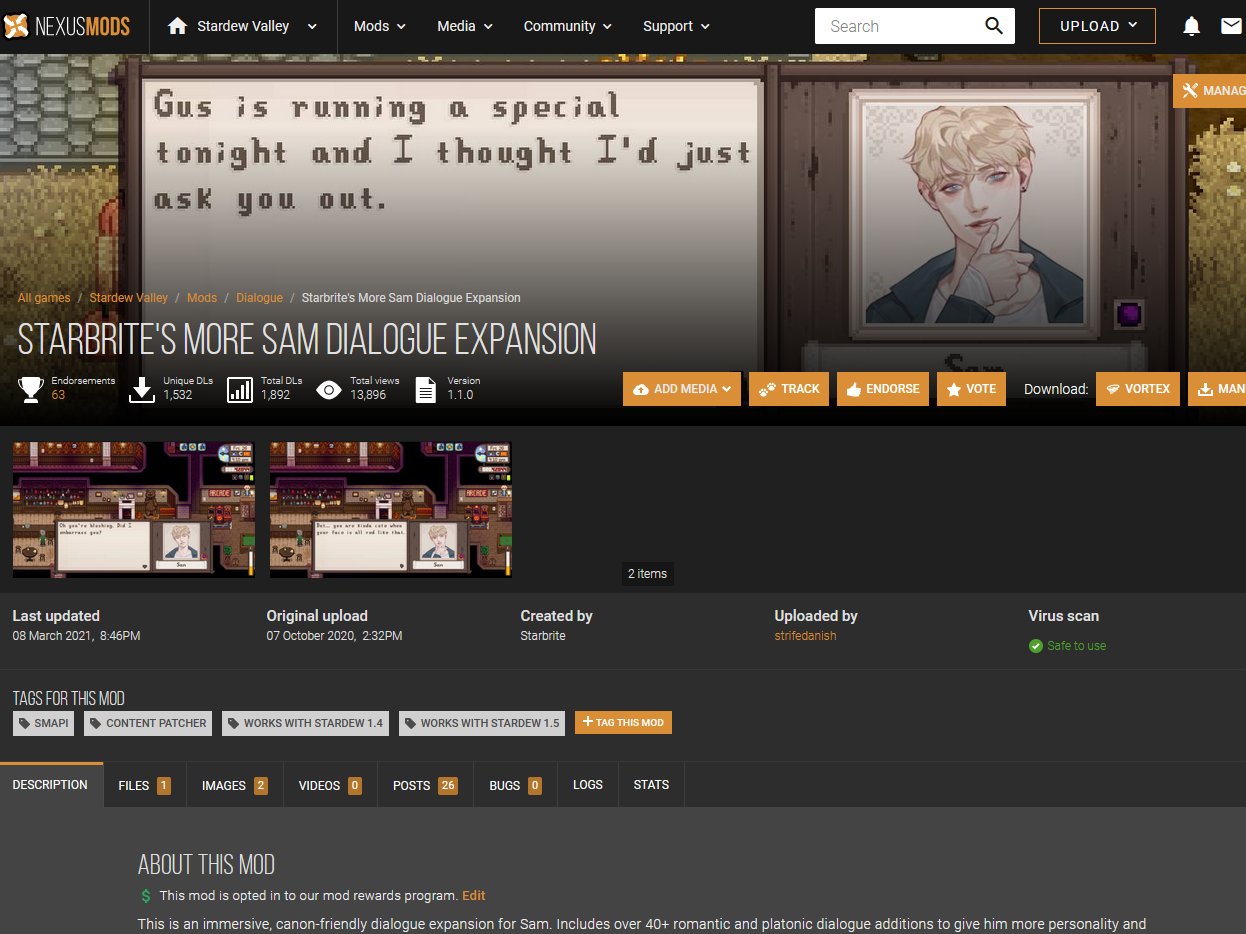 NEXUSMODS
Stardew Valley
Mods
Media
Community
Support
Search
UPLOAD
MANAG
Gus is running a special
tonight and I thought I'd just
ask you out.
All games / Stardew Valley / Mods / Dialogue / Starbrite's More Sam Dialogue Expansion
STARBRITE'S MORE SAM DIALOGUE EXPANSION
Sam
Endorsements
63
Unique DLs
1,532
Total DLs
1,892
Total views
13,896
Version
1.1.0
ADD MEDIA
TRACK
ENDORSE
VOTE
Download:
VORTEX
MAN
ARCADE
Oh you're blushing. Did I
embarrass you?
Sam
ARCADE
But... you are kinda cute when
your face is all red like that.
Sam
2 items
Last updated
08 March 2021, 8:46PM
Original upload
07 October 2020, 2:32PM
Created by
Starbrite
Uploaded by
strifedanish
Virus scan
Safe to use
TAGS FOR THIS MOD
SMAPI
CONTENT PATCHER
WORKS WITH STARDEW 1.4
WORKS WITH STARDEW 1.5
+ TAG THIS MOD
DESCRIPTION
FILES 1
IMAGES 2
VIDEOS 0
POSTS 26
BUGS 0
LOGS
STATS
ABOUT THIS MOD
$ This mod is opted in to our mod rewards program. Edit
This is an immersive, canon-friendly dialogue expansion for Sam. Includes over 40+ romantic and platonic dialogue additions to give him more personality and